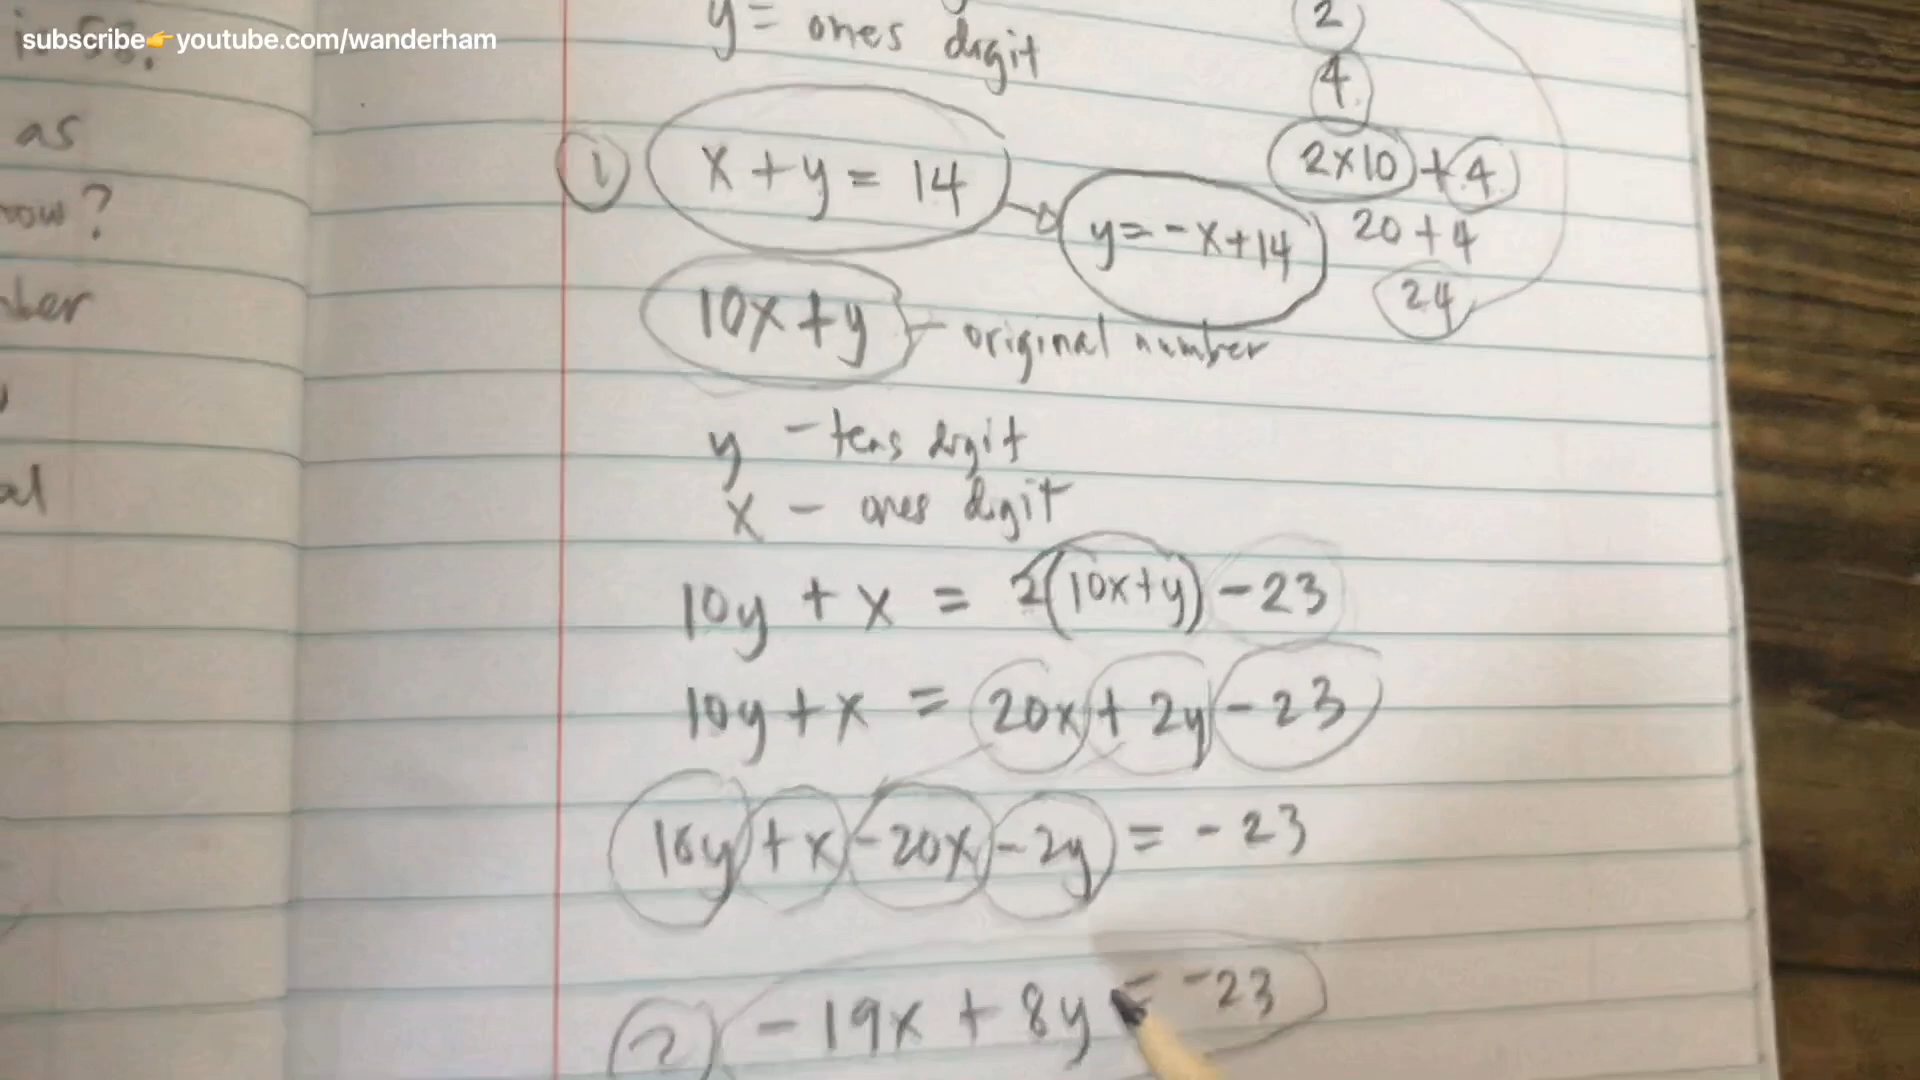 subscribe👉youtube.com/wanderham
as
now?
y = ones digit
2
4
① x + y = 14
2x10 + 4
y = -x+14
20 + 4
24
10x + y - original number
y - tens digit
x - ones digit
10y + x = 2(10x+y) - 23
10y + x = 20x + 2y - 23
10y + x - 20x - 2y = - 23
② - 19x + 8y = -23